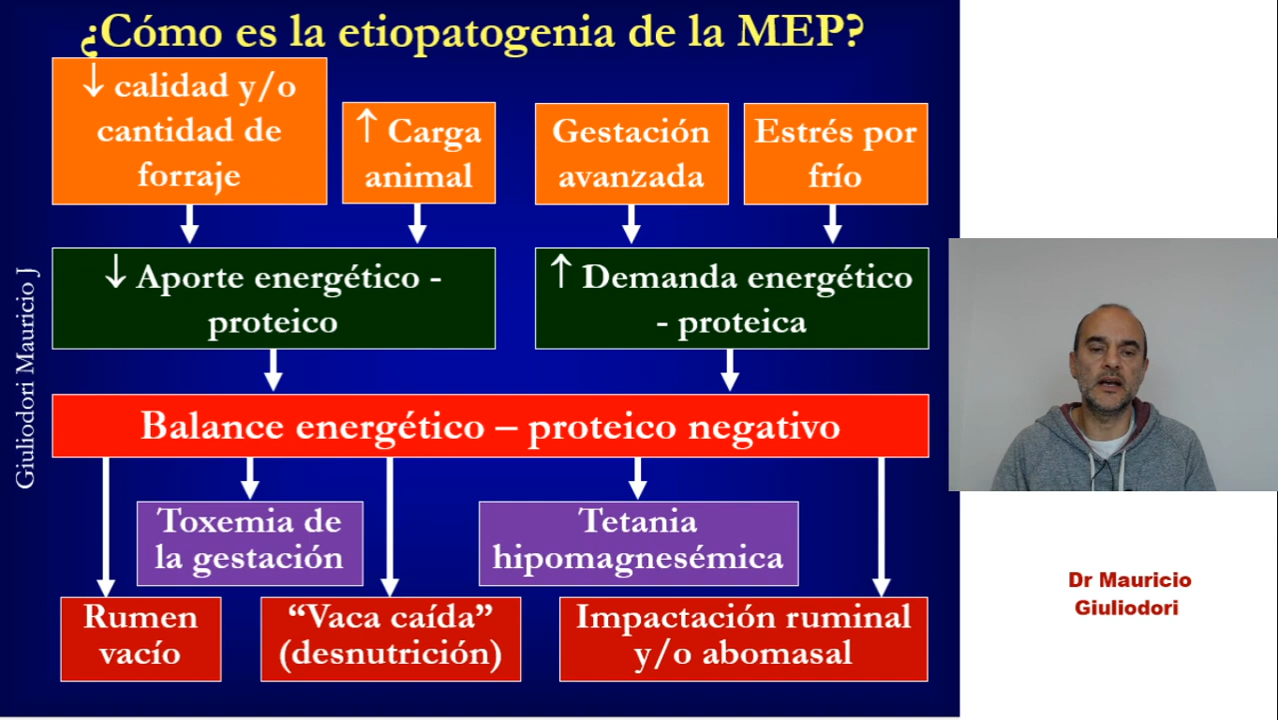 ¿Cómo es la etiopatogenia de la MEP?
↓ calidad y/o
cantidad de
forraje
↑ Carga
animal
Gestación
avanzada
Estrés por
frío
↓ Aporte energético -
proteico
↑ Demanda energético
- proteica
Balance energético – proteico negativo
Toxemia de
la gestación
Tetania
hipomagnesémica
Rumen
vacío
“Vaca caída”
(desnutrición)
Impactación ruminal
y/o abomasal
Giuliodori Mauricio J
Dr Mauricio
Giuliodori